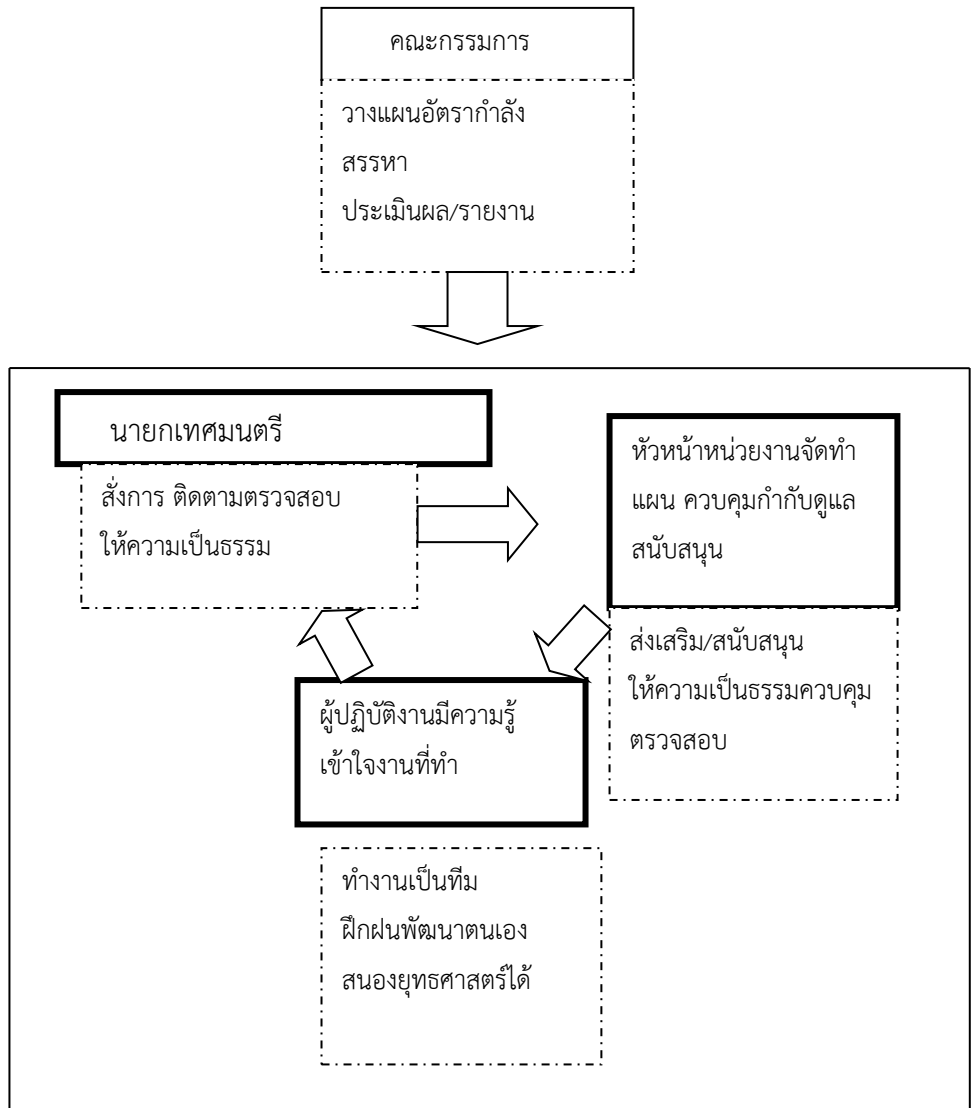 คณะกรรมการ
วางแผนอัตรากำลัง
สรรหา
ประเมินผล/รายงาน
นายกเทศมนตรี
สั่งการ ติดตามตรวจสอบ
ให้ความเป็นธรรม
หัวหน้าหน่วยงานจัดทำ
แผน ควบคุมกำกับดูแล
สนับสนุน
ส่งเสริม/สนับสนุน
ให้ความเป็นธรรมควบคุม
ตรวจสอบ
ผู้ปฏิบัติงานมีความรู้
เข้าใจงานที่ทำ
ทำงานเป็นทีม
ฝึกฝนพัฒนาตนเอง
สนองยุทธศาสตร์ได้